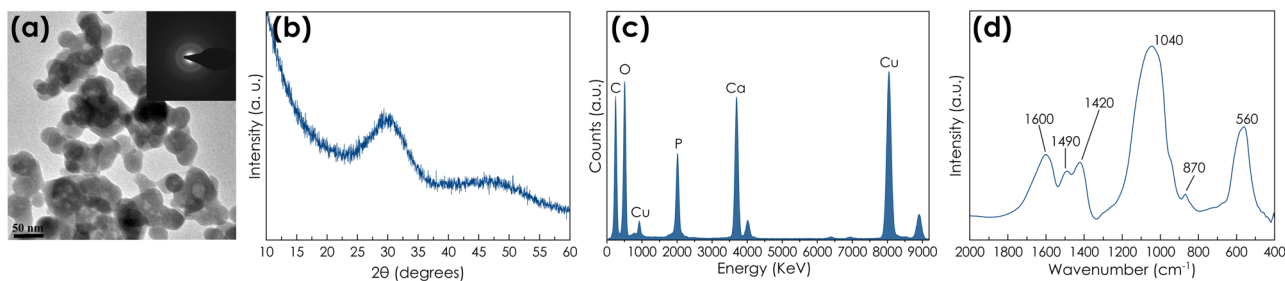 (a)
50 nm
(b)
Intensity (a. u.)
10 15 20 25 30 35 40 45 50 55 60
2θ (degrees)
(c)
Counts (a.u.)
C
O
Cu
P
Ca
Cu
0 1000 2000 3000 4000 5000 6000 7000 8000 9000
Energy (KeV)
(d)
Intensity (a.u.)
1600
1490
1420
1040
870
560
2000 1800 1600 1400 1200 1000 800 600 400
Wavenumber (cm⁻¹)